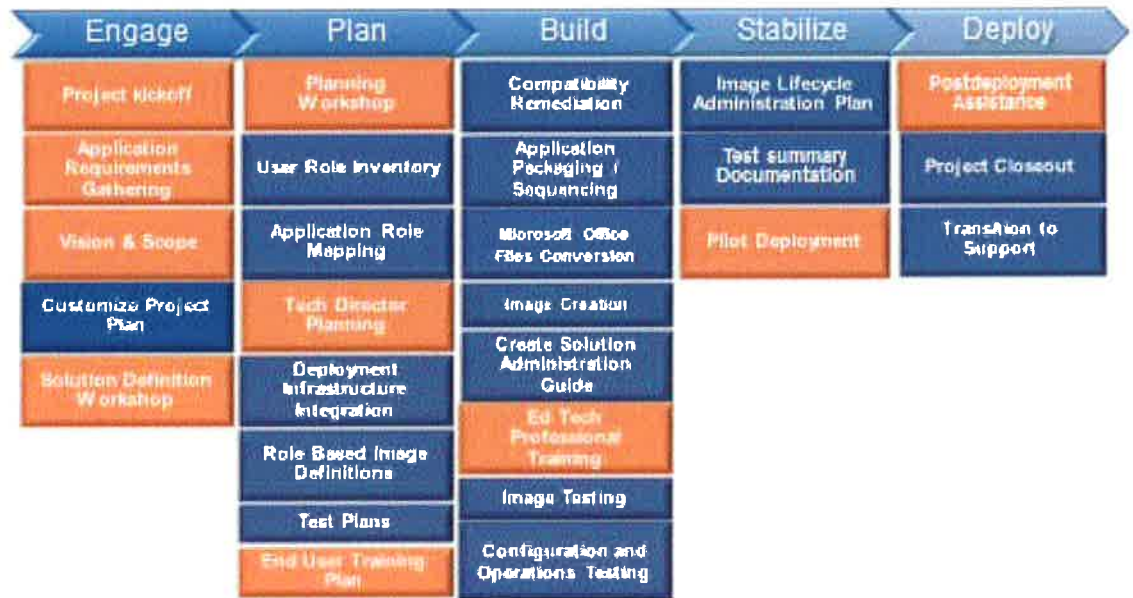 Engage
Plan
Build
Stabilize
Deploy
Project kickoff
Application
Requirements
Gathering
Vision & Scope
Customize Project
Plan
Solution Definition
Workshop
Planning
Workshop
User Role Inventory
Application Role
Mapping
Tech Director
Planning
Deployment
Infrastructure
Integration
Role Based Image
Definitions
Test Plans
End User Training
Plan
Compatibility
Remediation
Application
Packaging /
Sequencing
Microsoft Office
Files Conversion
Image Creation
Create Solution
Administration
Guide
Ed Tech
Professional
Training
Image Testing
Configuration and
Operations Testing
Image Lifecycle
Administration Plan
Test summary
Documentation
Pilot Deployment
Postdeployment
Assistance
Project Closeout
Transition to
Support